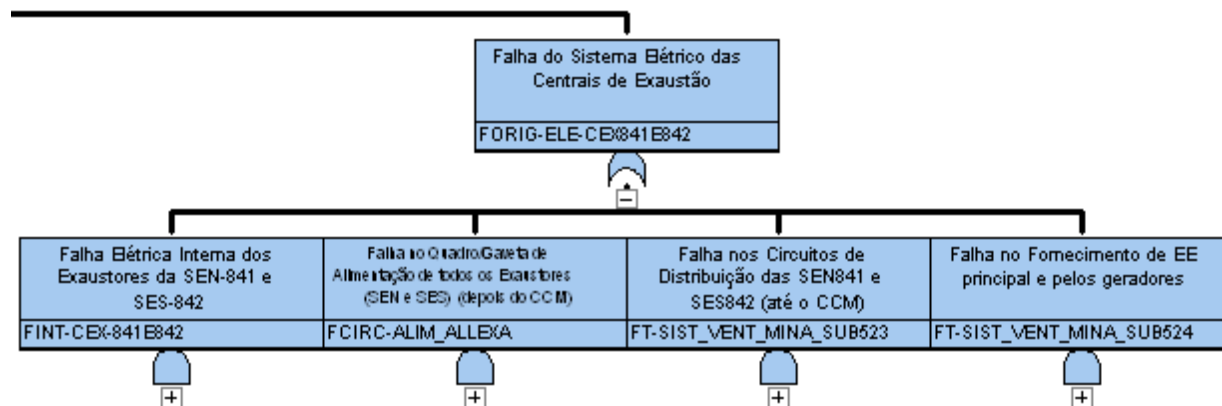 Falha do Sistema Elétrico das
Centrais de Exaustão
FORIG-ELE-CEX841E842
Falha Elétrica Interna dos
Exaustores da SEN-841 e
SES-842
FINT-CEX-841E842
Falha no Quadro/Gaveta de
Alimentação de todos os Exaustores
(SEN e SES) (depois do CCM)
FCIRC-ALIM_ALLEXA
Falha nos Circuitos de
Distribuição das SEN841 e
SES842 (até o CCM)
FT-SIST_VENT_MINA_SUB523
Falha no Fornecimento de EE
principal e pelos geradores
FT-SIST_VENT_MINA_SUB524